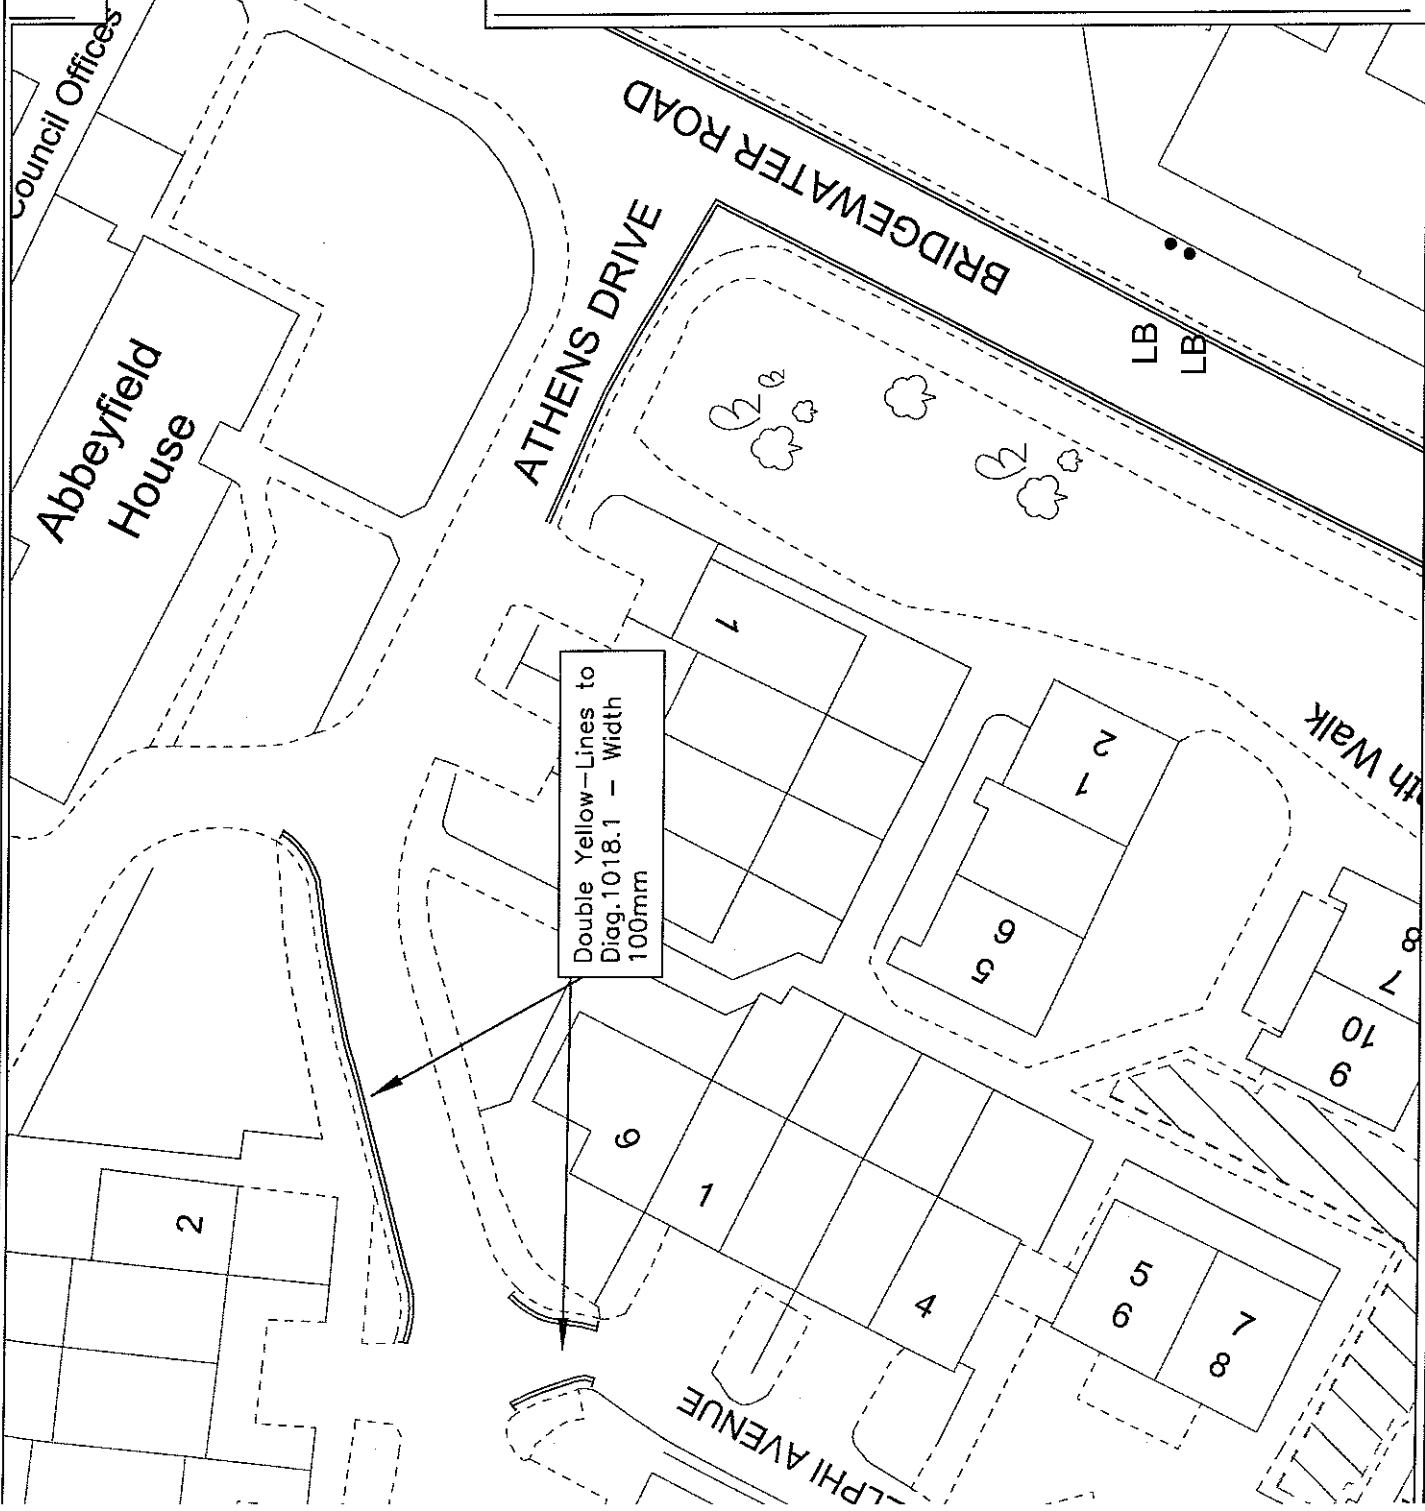 Council Offices
Abbeyfield
House
ATHENS DRIVE
BRIDGEWATER ROAD
LB
LB
1
Double Yellow-Lines to
Diag.1018.1 - Width
100mm
2
1
6
5
Walk
8
7
10
9
9
1
4
2
5
6
7
8
AVENUE